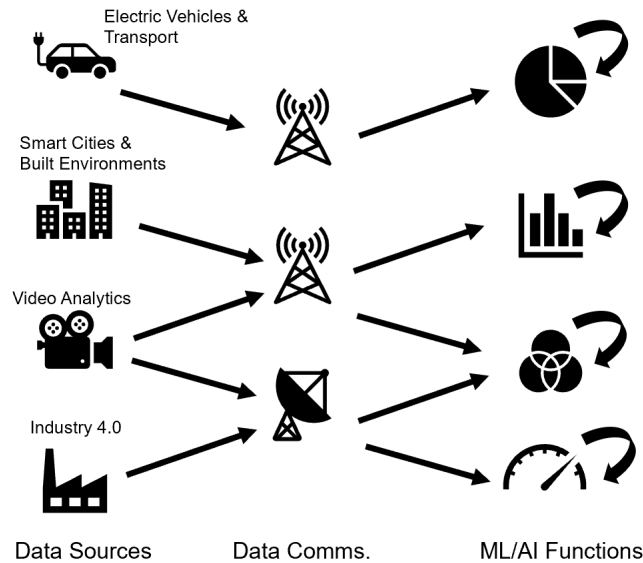 Electric Vehicles &
Transport
Smart Cities &
Built Environments
Video Analytics
Industry 4.0
Data Sources
Data Comms.
ML/AI Functions